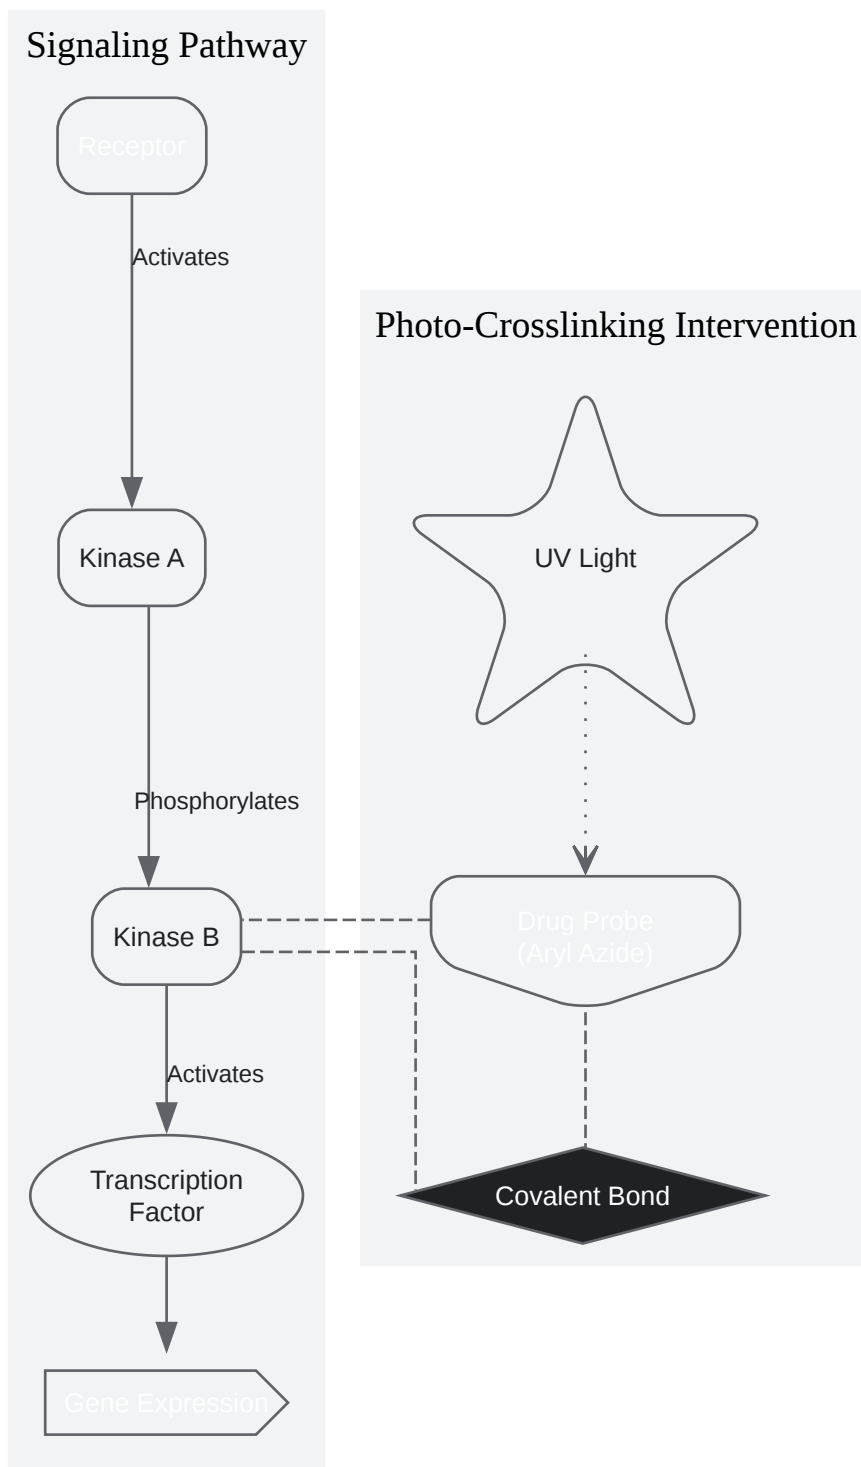 Signaling Pathway
Receptor
Activates
Kinase A
Phosphorylates
Kinase B
Activates
Transcription
Factor
Gene Expression
Photo-Crosslinking Intervention
UV Light
Drug Probe
(Aryl Azide)
Covalent Bond